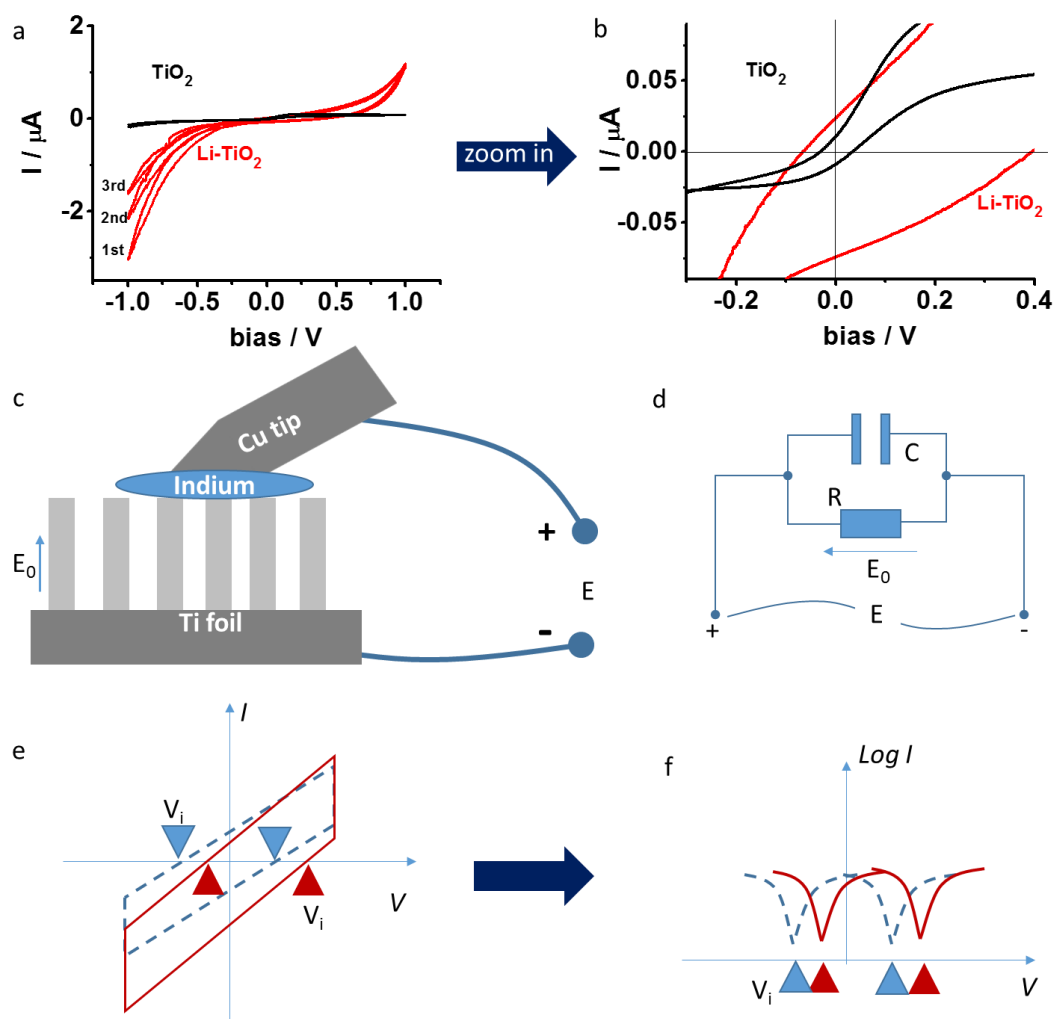 a
2
0
-2
I / μA
TiO2
Li-TiO2
3rd
2nd
1st
-1.0
-0.5
0.0
0.5
1.0
bias / V
zoom in
b
0.05
0.00
-0.05
I / μA
TiO2
Li-TiO2
-0.2
0.0
0.2
0.4
bias / V
c
Cu tip
Indium
E0
Ti foil
+
E
-
d
C
R
E0
E
+
-
e
I
Vi
V
Vi
f
Log I
Vi
V